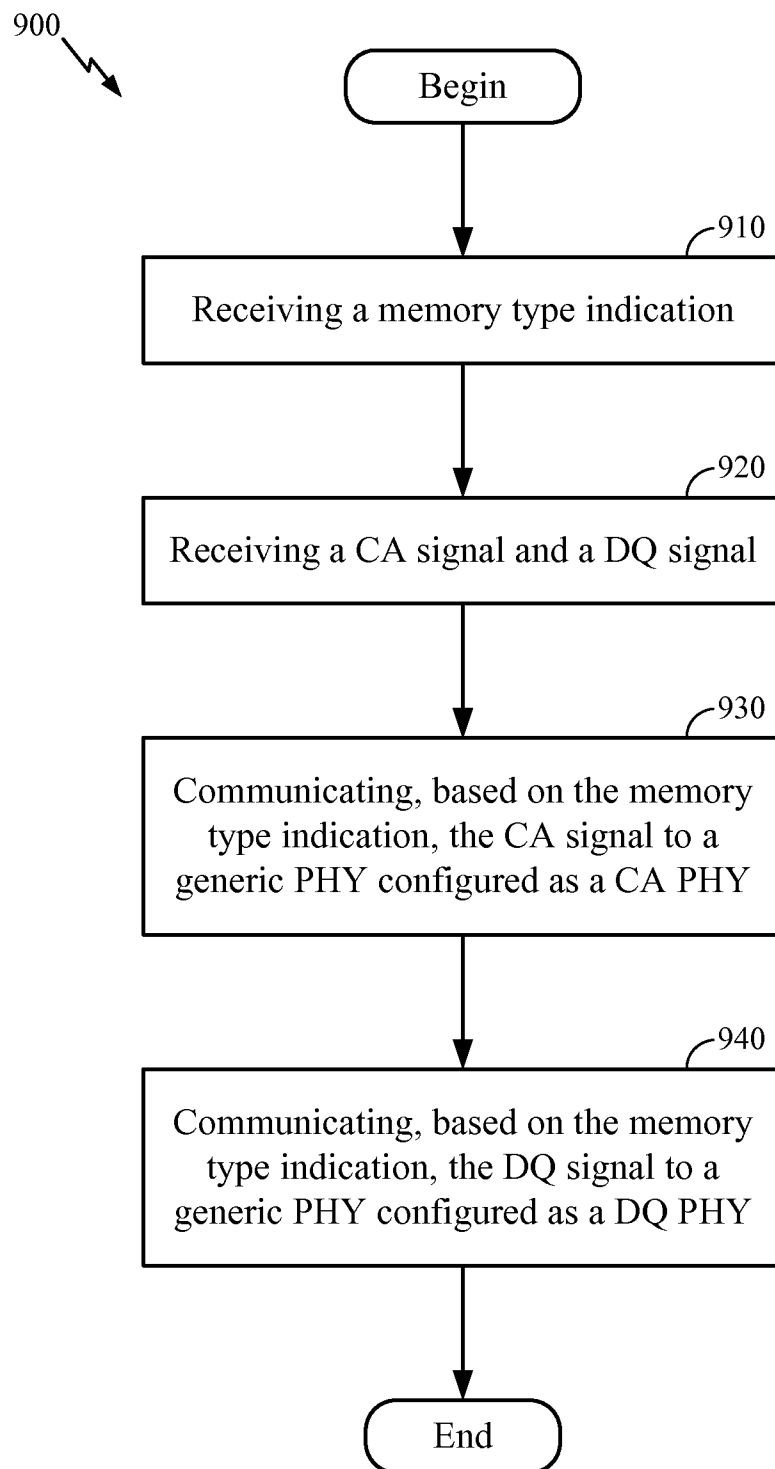 900
Begin
910
Receiving a memory type indication
920
Receiving a CA signal and a DQ signal
930
Communicating, based on the memory
type indication, the CA signal to a
generic PHY configured as a CA PHY
940
Communicating, based on the memory
type indication, the DQ signal to a
generic PHY configured as a DQ PHY
End